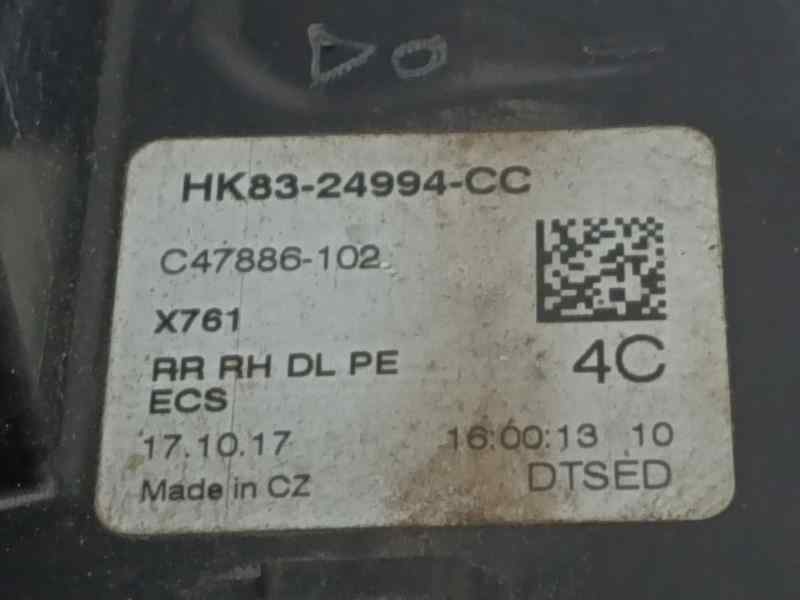 DO
HK83-24994-CC
C47886-102
X761
4C
RR RH DL PE
ECS
17.10.17 16:00:13 10
Made in CZ DTSED